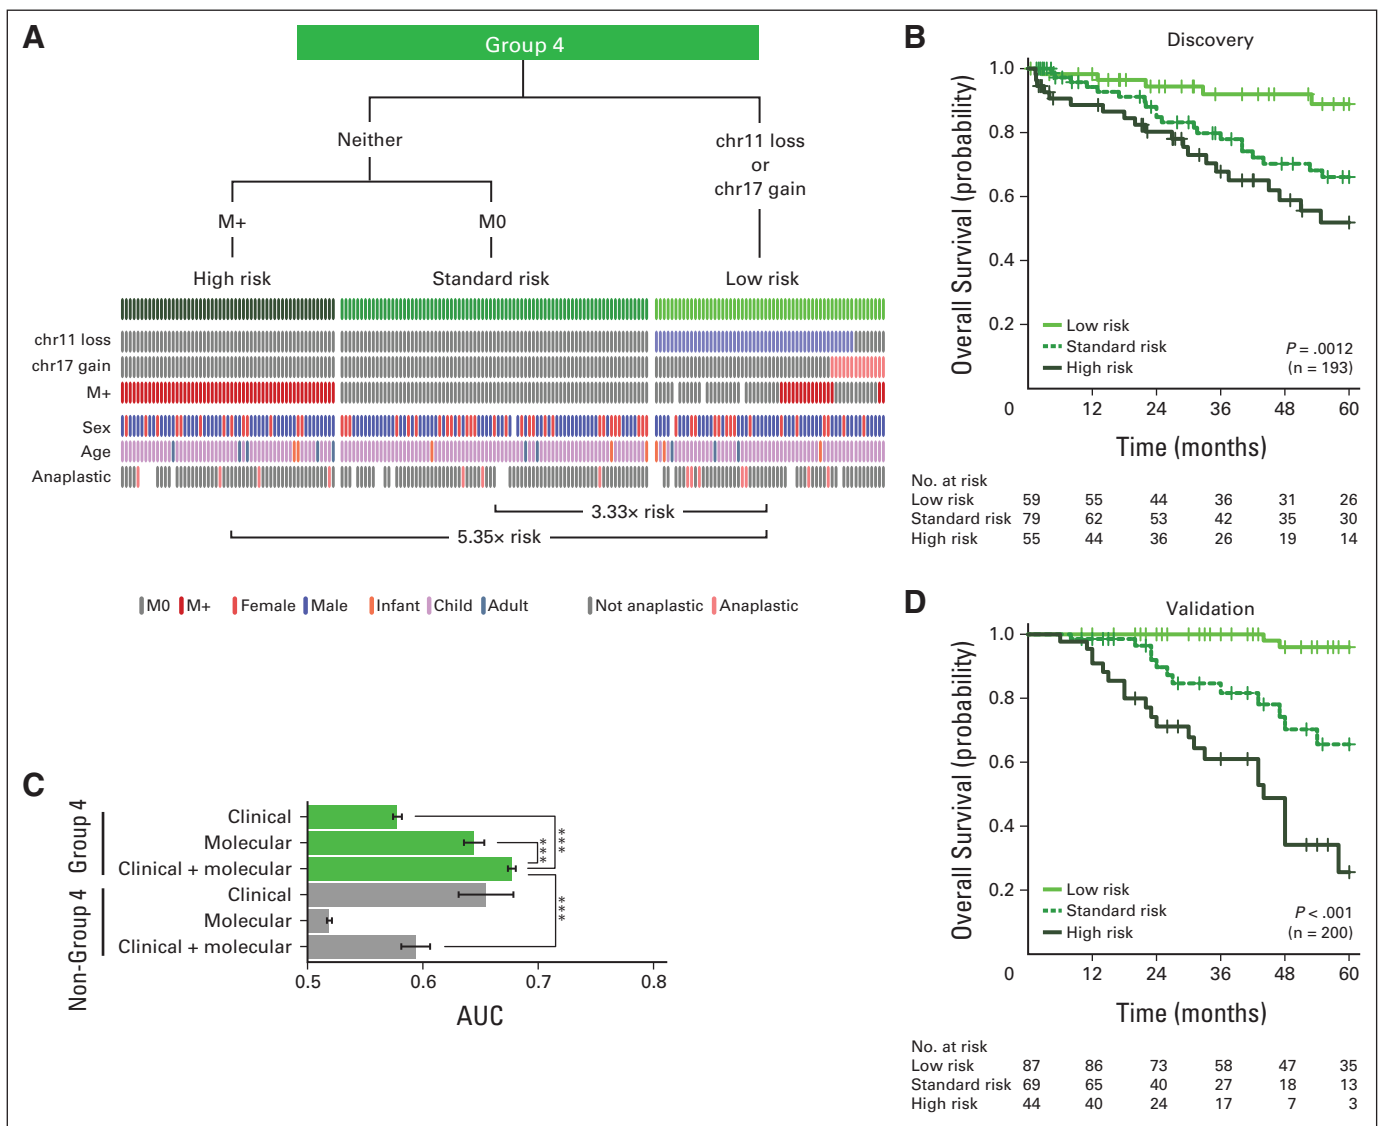 A
Group 4
Neither
chr11 loss
or
chr17 gain
M+
M0
High risk
Standard risk
Low risk
chr11 loss
chr17 gain
M+
Sex
Age
Anaplastic
3.33× risk
5.35× risk
M0
M+
Female
Male
Infant
Child
Adult
Not anaplastic
Anaplastic
B
Discovery
Overall Survival (probability)
1.0
0.8
0.6
0.4
0.2
Low risk
Standard risk
High risk
P = .0012
(n = 193)
0 12 24 36 48 60
Time (months)
No. at risk
Low risk 59 55 44 36 31 26
Standard risk 79 62 53 42 35 30
High risk 55 44 36 26 19 14
C
Group 4
Clinical
Molecular
Clinical + molecular
Non-Group 4
Clinical
Molecular
Clinical + molecular
***
***
***
0.5 0.6 0.7 0.8
AUC
D
Validation
Overall Survival (probability)
1.0
0.8
0.6
0.4
0.2
Low risk
Standard risk
High risk
P < .001
(n = 200)
0 12 24 36 48 60
Time (months)
No. at risk
Low risk 87 86 73 58 47 35
Standard risk 69 65 40 27 18 13
High risk 44 40 24 17 7 3